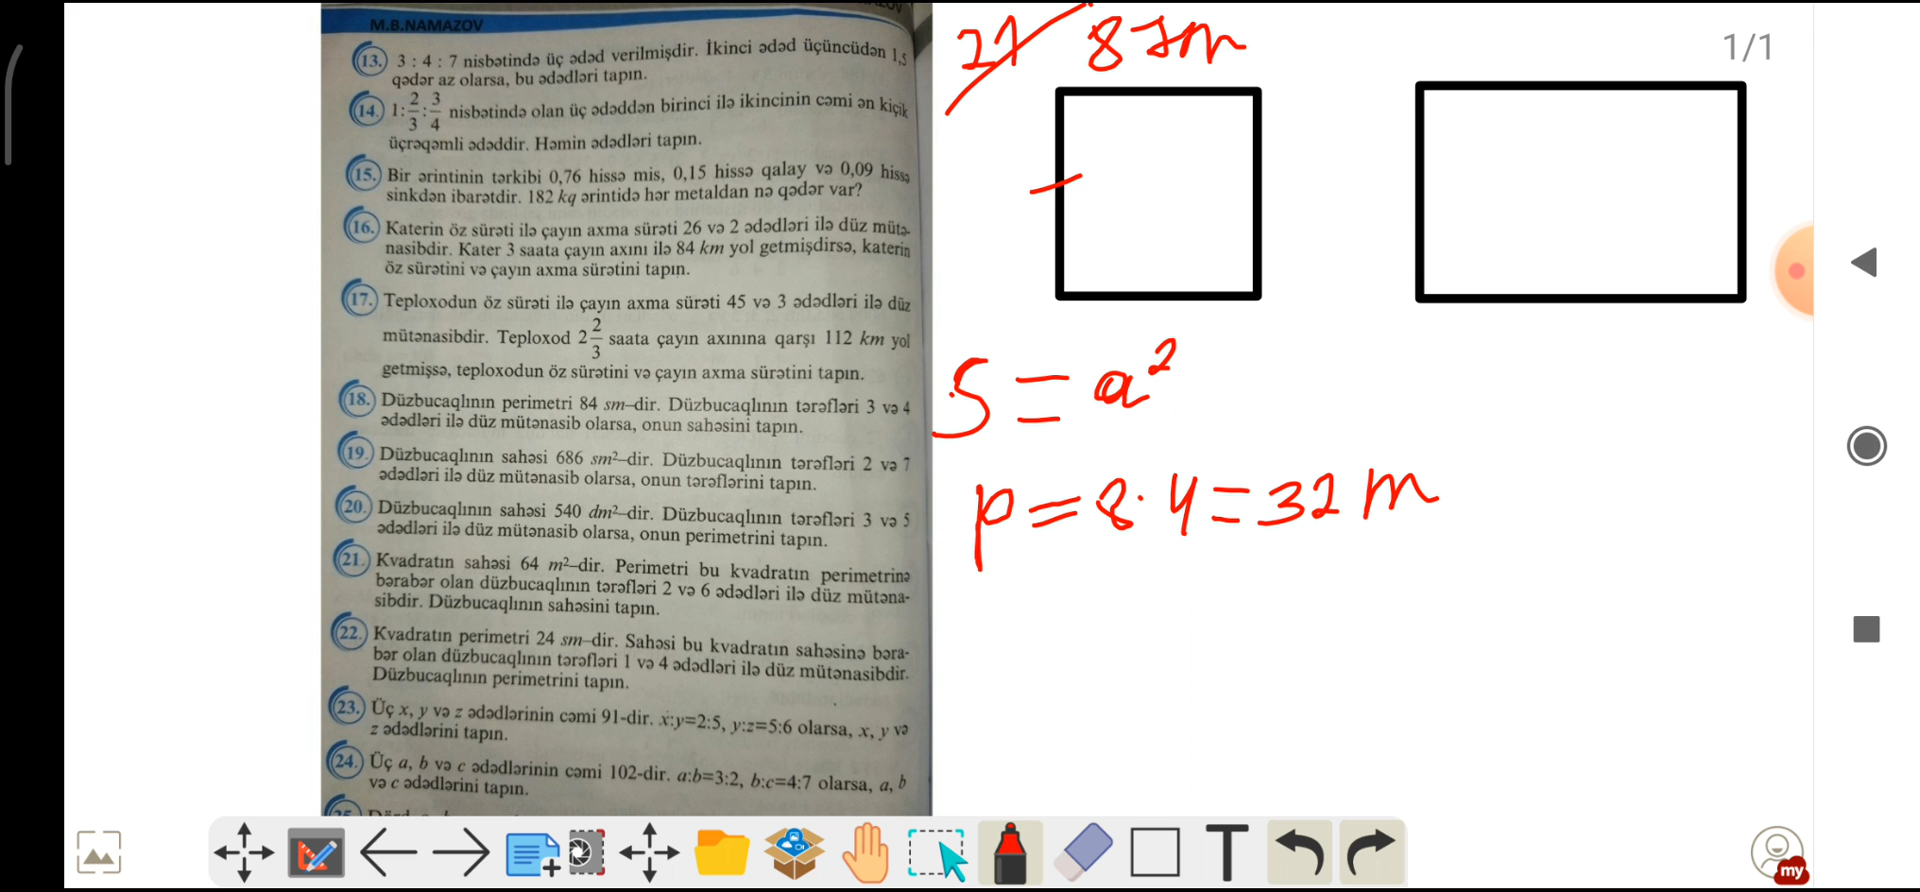 M.B.NAMAZOV
13. 3 : 4 : 7 nisbətində üç ədəd verilmişdir. İkinci ədəd üçüncüdən 1,5
qədər az olarsa, bu ədədləri tapın.
14. 1:2/3:3/4 nisbətində olan üç ədəddən birinci ilə ikincinin cəmi ən kiçik
üçrəqəmli ədəddir. Həmin ədədləri tapın.
15. Bir ərintinin tərkibi 0,76 hissə mis, 0,15 hissə qalay və 0,09 hissə
sinkdən ibarətdir. 182 kq ərintidə hər metaldan nə qədər var?
16. Katerin öz sürəti ilə çayın axma sürəti 26 və 2 ədədləri ilə düz mütə-
nasibdir. Kater 3 saata çayın axını ilə 84 km yol getmişdirsə, katerin
öz sürətini və çayın axma sürətini tapın.
17. Teploxodun öz sürəti ilə çayın axma sürəti 45 və 3 ədədləri ilə düz
mütənasibdir. Teploxod 2 2/3 saata çayın axınına qarşı 112 km yol
getmişsə, teploxodun öz sürətini və çayın axma sürətini tapın.
18. Düzbucaqlının perimetri 84 sm–dir. Düzbucaqlının tərəfləri 3 və 4
ədədləri ilə düz mütənasib olarsa, onun sahəsini tapın.
19. Düzbucaqlının sahəsi 686 sm²–dir. Düzbucaqlının tərəfləri 2 və 7
ədədləri ilə düz mütənasib olarsa, onun tərəflərini tapın.
20. Düzbucaqlının sahəsi 540 dm²–dir. Düzbucaqlının tərəfləri 3 və 5
ədədləri ilə düz mütənasib olarsa, onun perimetrini tapın.
21. Kvadratın sahəsi 64 m²–dir. Perimetri bu kvadratın perimetrinə
bərabər olan düzbucaqlının tərəfləri 2 və 6 ədədləri ilə düz mütəna-
sibdir. Düzbucaqlının sahəsini tapın.
22. Kvadratın perimetri 24 sm–dir. Sahəsi bu kvadratın sahəsinə bəra-
bər olan düzbucaqlının tərəfləri 1 və 4 ədədləri ilə düz mütənasibdir.
Düzbucaqlının perimetrini tapın.
23. Üç x, y və z ədədlərinin cəmi 91-dir. x:y=2:5, y:z=5:6 olarsa, x, y və
z ədədlərini tapın.
24. Üç a, b və c ədədlərinin cəmi 102-dir. a:b=3:2, b:c=4:7 olarsa, a, b
və c ədədlərini tapın.
21
S = a²
P = 8 · 4 = 32 m
1/1
T
my